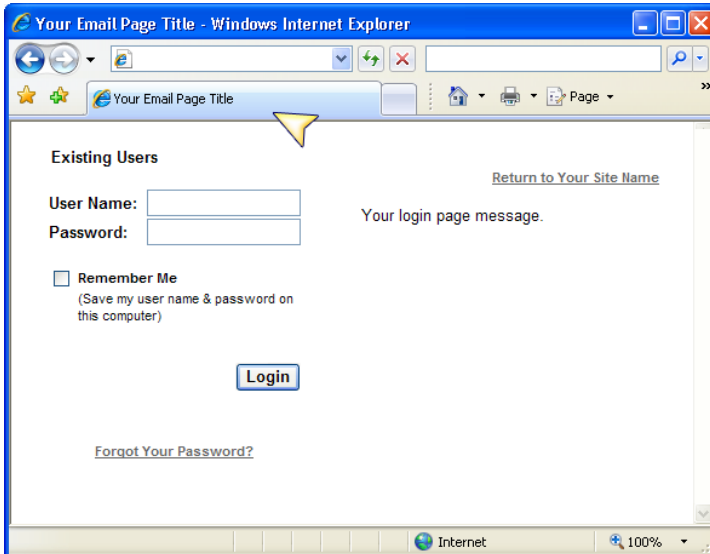 Your Email Page Title - Windows Internet Explorer
Your Email Page Title
Page
»
Existing Users
Return to Your Site Name
User Name:
Your login page message.
Password:
Remember Me
(Save my user name & password on
this computer)
Login
Forgot Your Password?
Internet
100%